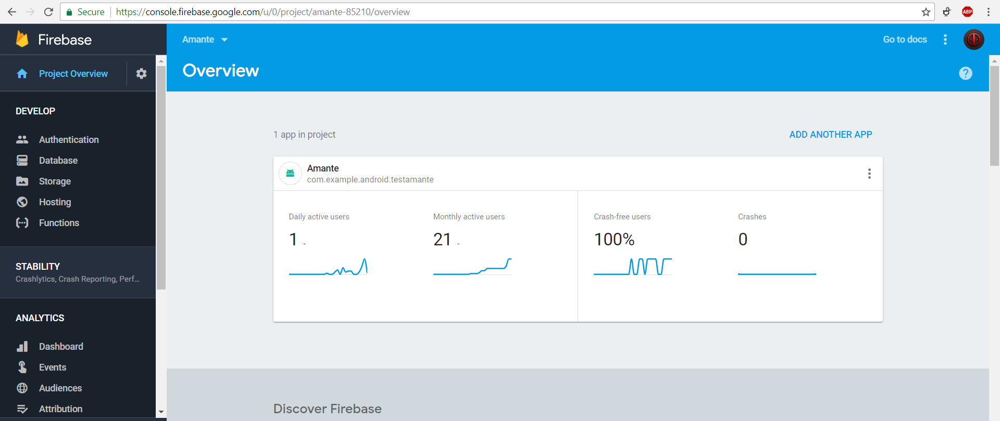 Secure https://console.firebase.google.com/u/0/project/amante-85210/overview
ABP
Firebase
Amante
Go to docs
Project Overview
Overview
?
DEVELOP
Authentication
Database
Storage
Hosting
Functions
STABILITY
Crashlytics, Crash Reporting, Perf...
ANALYTICS
Dashboard
Events
Audiences
Attribution
1 app in project
ADD ANOTHER APP
Amante
com.example.android.testamante
Daily active users
1 -
Monthly active users
21 -
Crash-free users
100%
Crashes
0
Discover Firebase